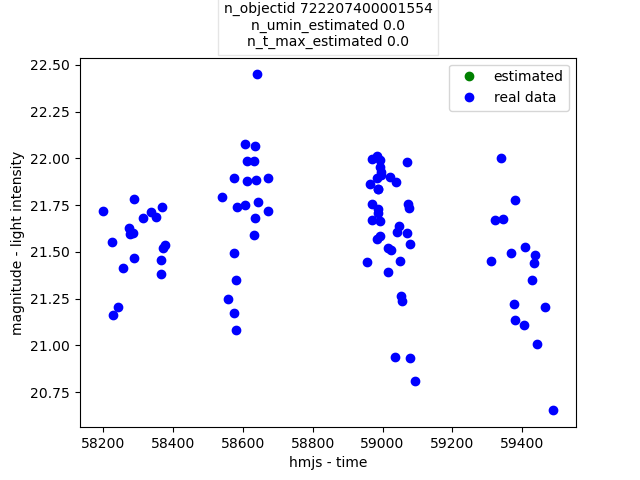 n_objectid 722207400001554
n_umin_estimated 0.0
n_t_max_estimated 0.0
22.50
22.25
22.00
21.75
21.50
21.25
21.00
20.75
magnitude - light intensity
estimated
real data
58200 58400 58600 58800 59000 59200 59400
hmjs - time